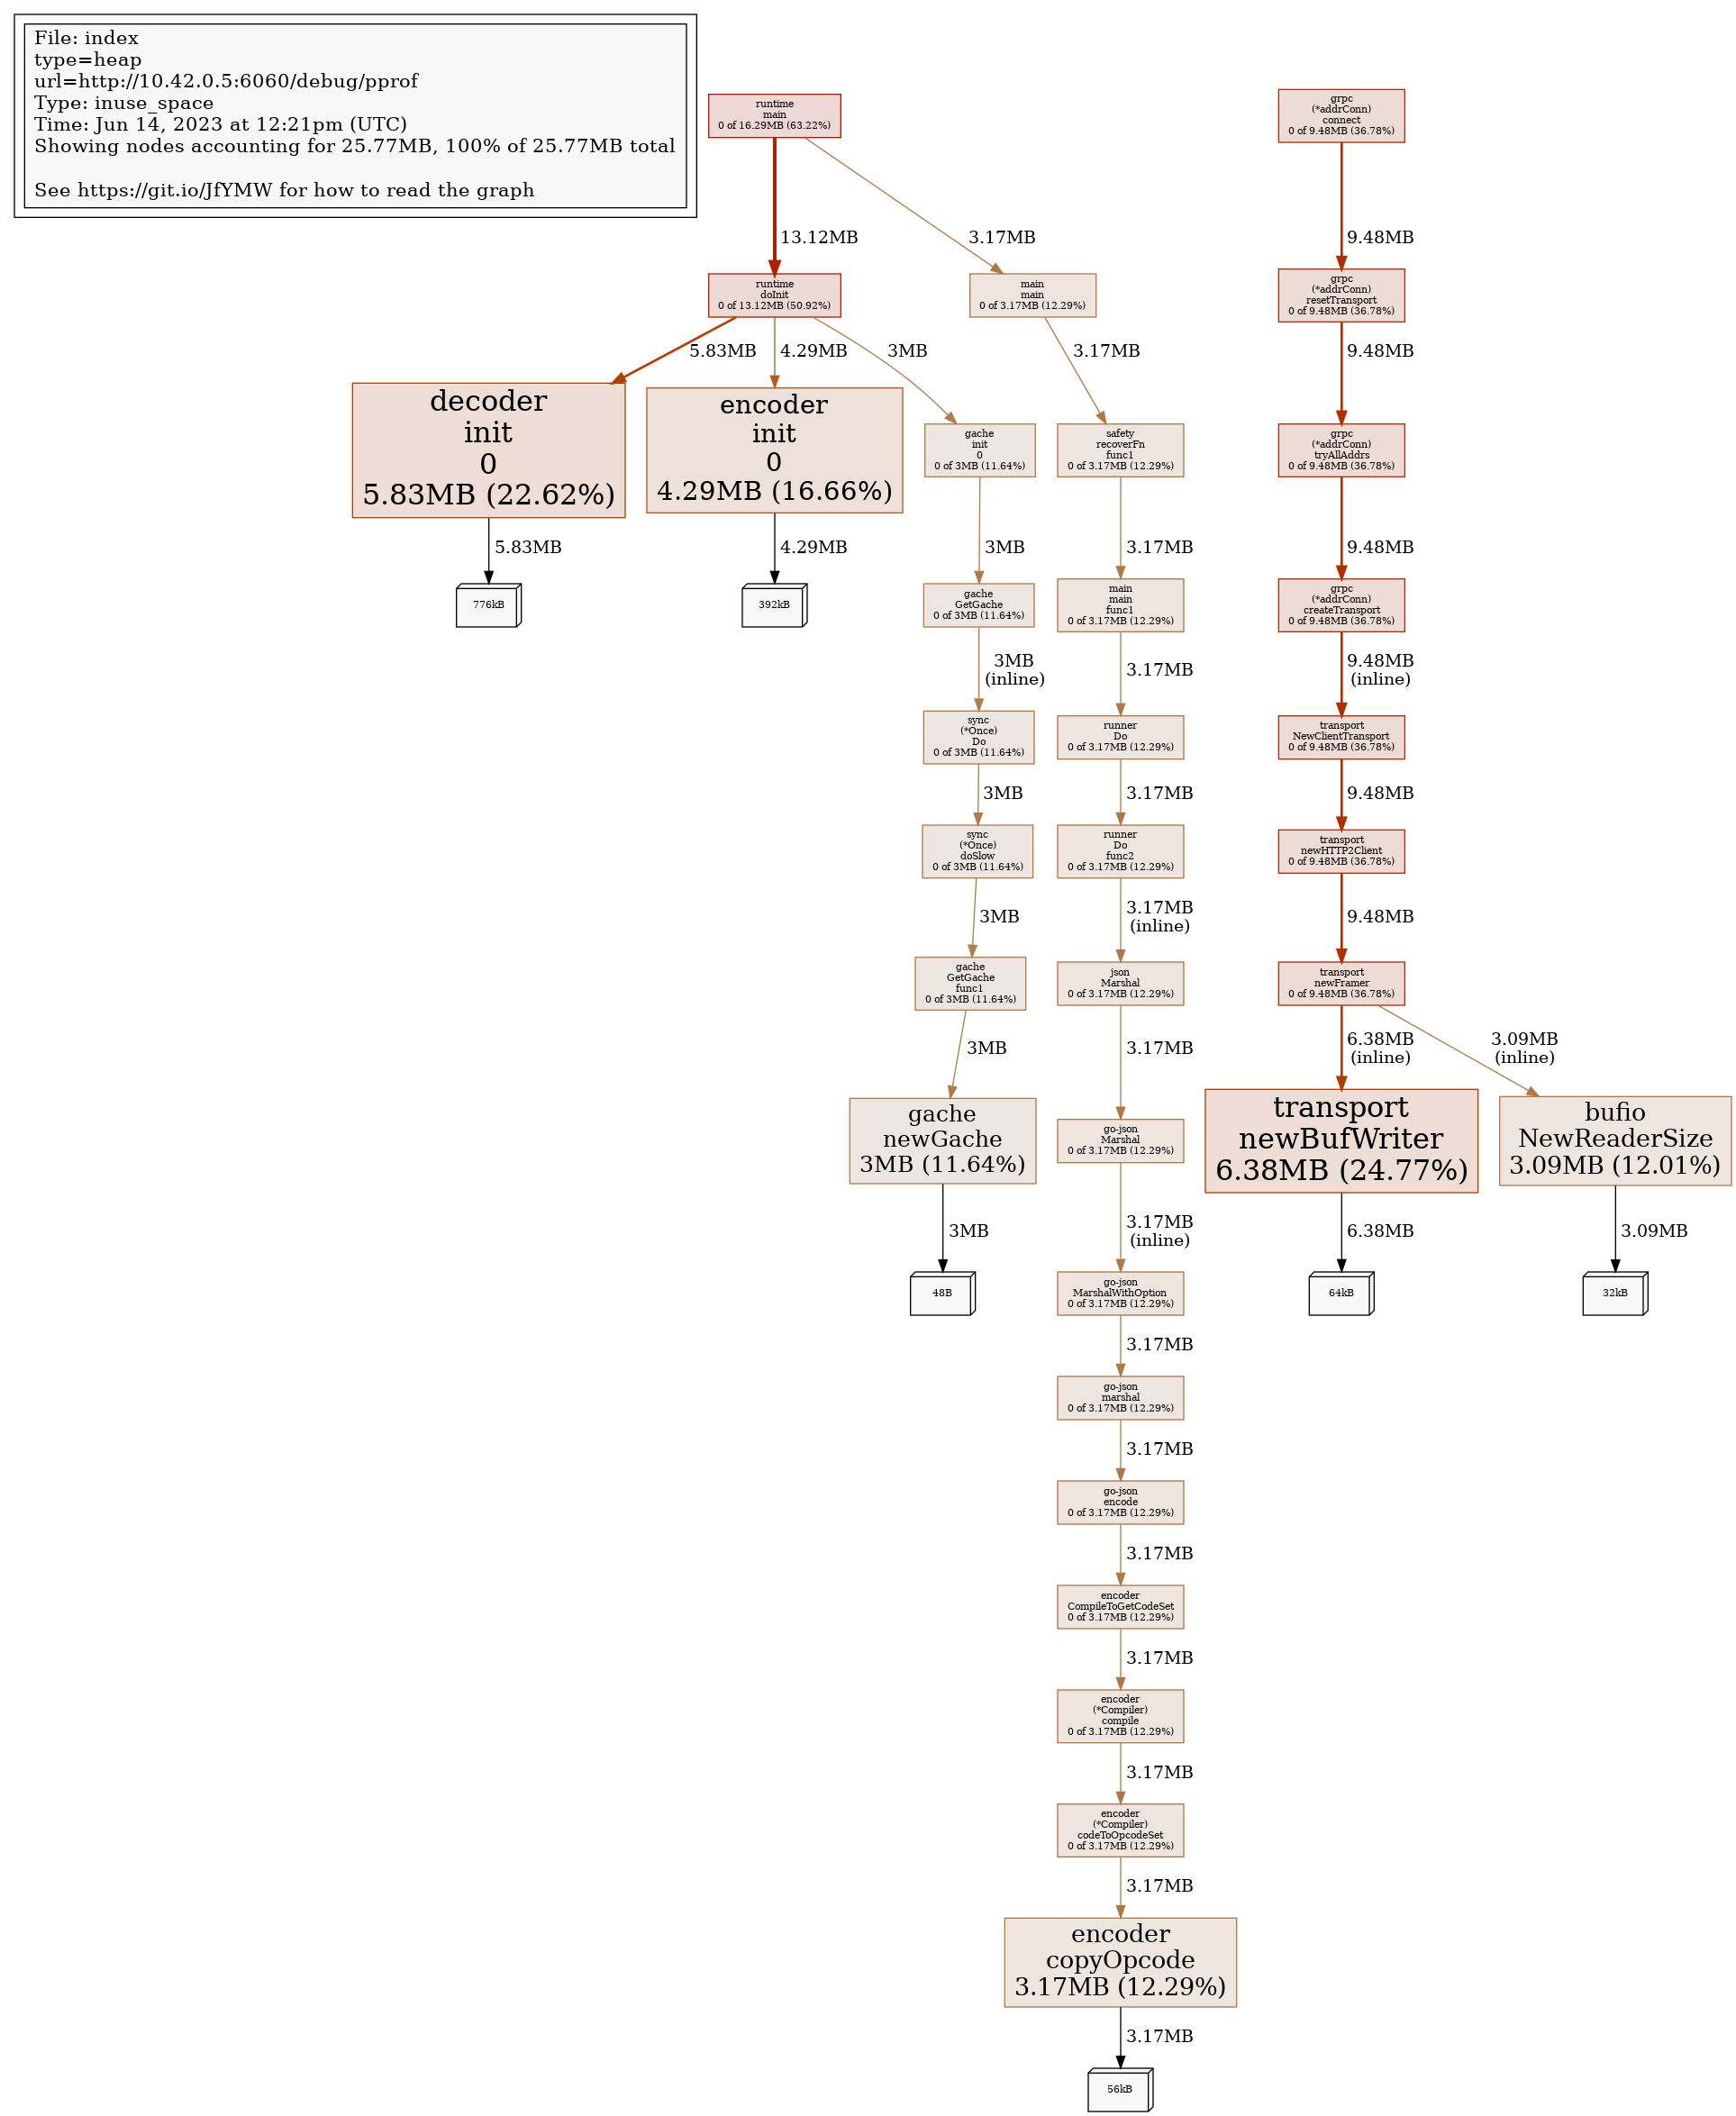 File: index
type=heap
url=http://10.42.0.5:6060/debug/pprof
Type: inuse_space
Time: Jun 14, 2023 at 12:21pm (UTC)
Showing nodes accounting for 25.77MB, 100% of 25.77MB total
See https://git.io/JfYMW for how to read the graph
runtime
main
0 of 16.29MB (63.22%)
grpc
(*addrConn)
connect
0 of 9.48MB (36.78%)
13.12MB
3.17MB
9.48MB
runtime
doInit
0 of 13.12MB (50.92%)
main
main
0 of 3.17MB (12.29%)
grpc
(*addrConn)
resetTransport
0 of 9.48MB (36.78%)
5.83MB
4.29MB
3MB
3.17MB
9.48MB
decoder
init
0
5.83MB (22.62%)
encoder
init
0
4.29MB (16.66%)
gache
init
0
0 of 3MB (11.64%)
safety
recoverFn
func1
0 of 3.17MB (12.29%)
grpc
(*addrConn)
tryAllAddrs
0 of 9.48MB (36.78%)
5.83MB
4.29MB
3MB
3.17MB
9.48MB
776kB
392kB
gache
GetGache
0 of 3MB (11.64%)
main
main
func1
0 of 3.17MB (12.29%)
grpc
(*addrConn)
createTransport
0 of 9.48MB (36.78%)
3MB
(inline)
3.17MB
9.48MB
(inline)
sync
(*Once)
Do
0 of 3MB (11.64%)
runner
Do
0 of 3.17MB (12.29%)
transport
NewClientTransport
0 of 9.48MB (36.78%)
3MB
3.17MB
9.48MB
sync
(*Once)
doSlow
0 of 3MB (11.64%)
runner
Do
func2
0 of 3.17MB (12.29%)
transport
newHTTP2Client
0 of 9.48MB (36.78%)
3MB
3.17MB
(inline)
9.48MB
gache
GetGache
func1
0 of 3MB (11.64%)
json
Marshal
0 of 3.17MB (12.29%)
transport
newFramer
0 of 9.48MB (36.78%)
3MB
3.17MB
6.38MB
(inline)
3.09MB
(inline)
gache
newGache
3MB (11.64%)
go-json
Marshal
0 of 3.17MB (12.29%)
transport
newBufWriter
6.38MB (24.77%)
bufio
NewReaderSize
3.09MB (12.01%)
3MB
3.17MB
(inline)
6.38MB
3.09MB
48B
go-json
MarshalWithOption
0 of 3.17MB (12.29%)
64kB
32kB
3.17MB
go-json
marshal
0 of 3.17MB (12.29%)
3.17MB
go-json
encode
0 of 3.17MB (12.29%)
3.17MB
encoder
CompileToGetCodeSet
0 of 3.17MB (12.29%)
3.17MB
encoder
(*Compiler)
compile
0 of 3.17MB (12.29%)
3.17MB
encoder
(*Compiler)
codeToOpcodeSet
0 of 3.17MB (12.29%)
3.17MB
encoder
copyOpcode
3.17MB (12.29%)
3.17MB
56kB